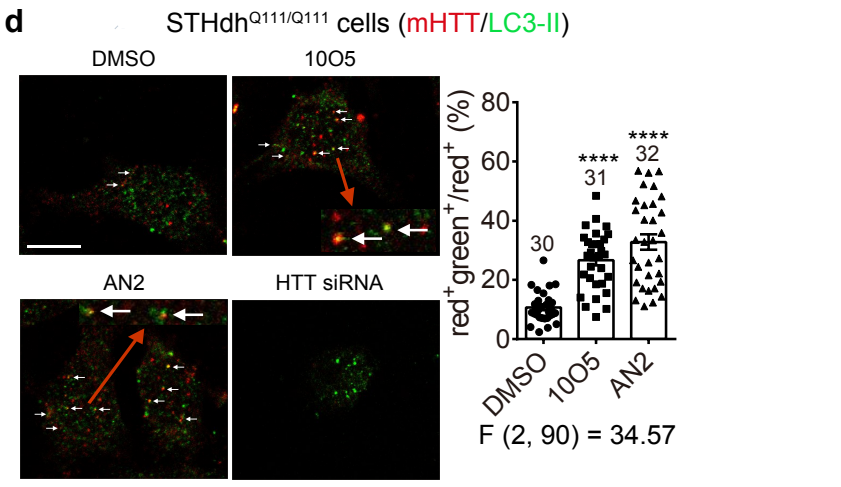 d
STHdhQ111/Q111 cells (mHTT/LC3-II)
DMSO
10O5
AN2
HTT siRNA
red+green+/red+ (%)
80
60
40
20
0
30
****
31
****
32
DMSO
10O5
AN2
F (2, 90) = 34.57